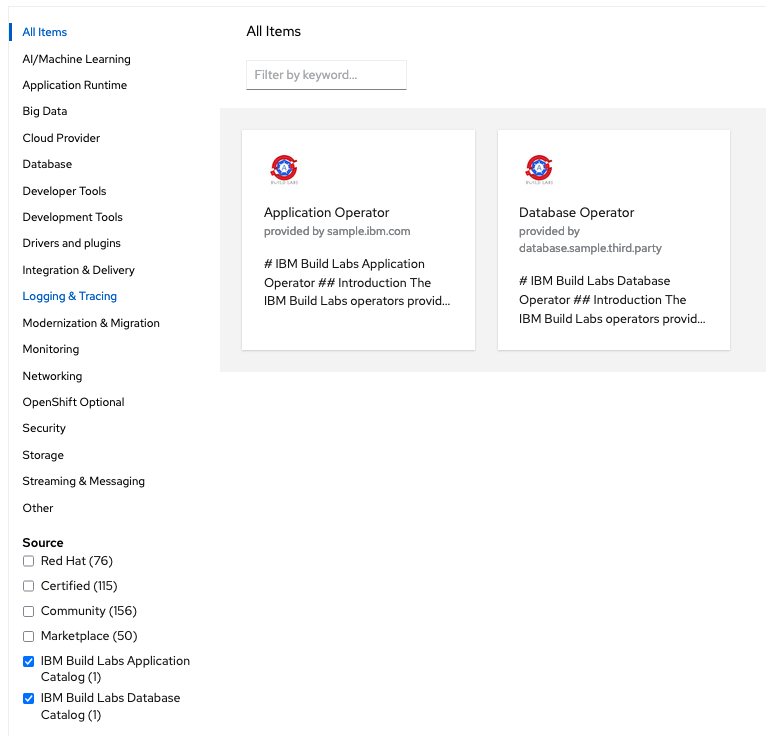 All Items
AI/Machine Learning
Application Runtime
Big Data
Cloud Provider
Database
Developer Tools
Development Tools
Drivers and plugins
Integration & Delivery
Logging & Tracing
Modernization & Migration
Monitoring
Networking
OpenShift Optional
Security
Storage
Streaming & Messaging
Other
Source
Red Hat (76)
Certified (115)
Community (156)
Marketplace (50)
IBM Build Labs Application
Catalog (1)
IBM Build Labs Database
Catalog (1)
All Items
Filter by keyword...
A
BUILD LABS
Application Operator
provided by sample.ibm.com
# IBM Build Labs Application
Operator ## Introduction The
IBM Build Labs operators provid...
A
BUILD LABS
Database Operator
provided by
database.sample.third.party
# IBM Build Labs Database
Operator ## Introduction The
IBM Build Labs operators provid...